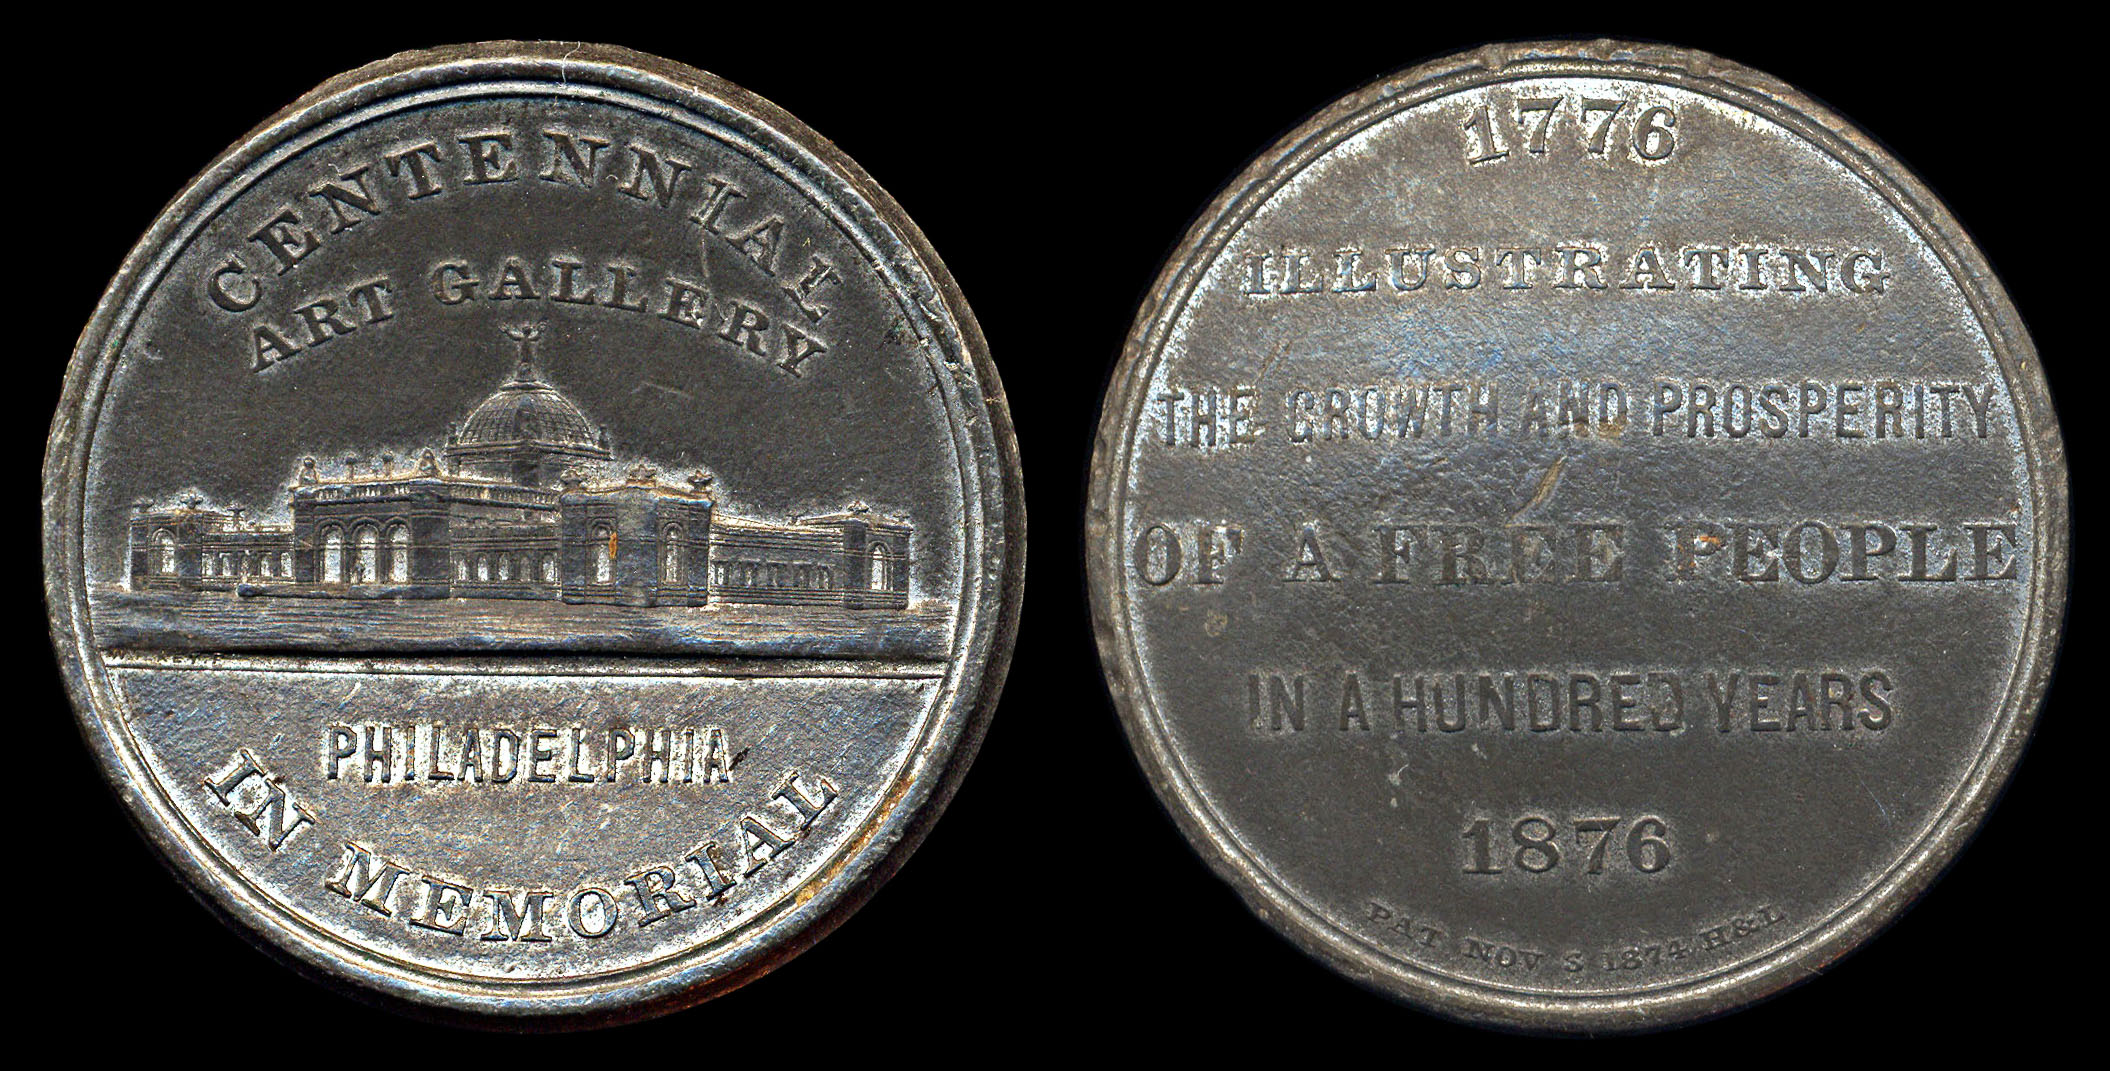 CENTENNIAL
ART GALLERY
PHILADELPHIA
IN MEMORIAL
1776
ILLUSTRATING
THE GROWTH AND PROSPERITY
OF A FREE PEOPLE
IN A HUNDRED YEARS
1876
PAT NOV 3 1874 H&L